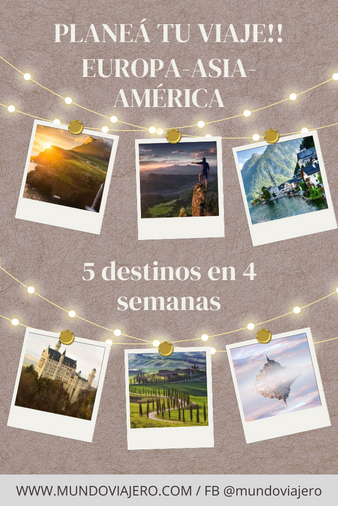 PLANEÁ TU VIAJE!!
EUROPA-ASIA-
AMÉRICA
5 destinos en 4
semanas
WWW.MUNDOVIAJERO.COM / FB @mundoviajero